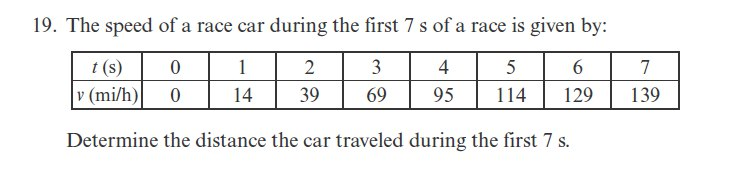 19. The speed of a race car during the first 7 s of a race is given by:
t (s) 0 1 2 3 4 5 6 7
v (mi/h) 0 14 39 69 95 114 129 139
Determine the distance the car traveled during the first 7 s.